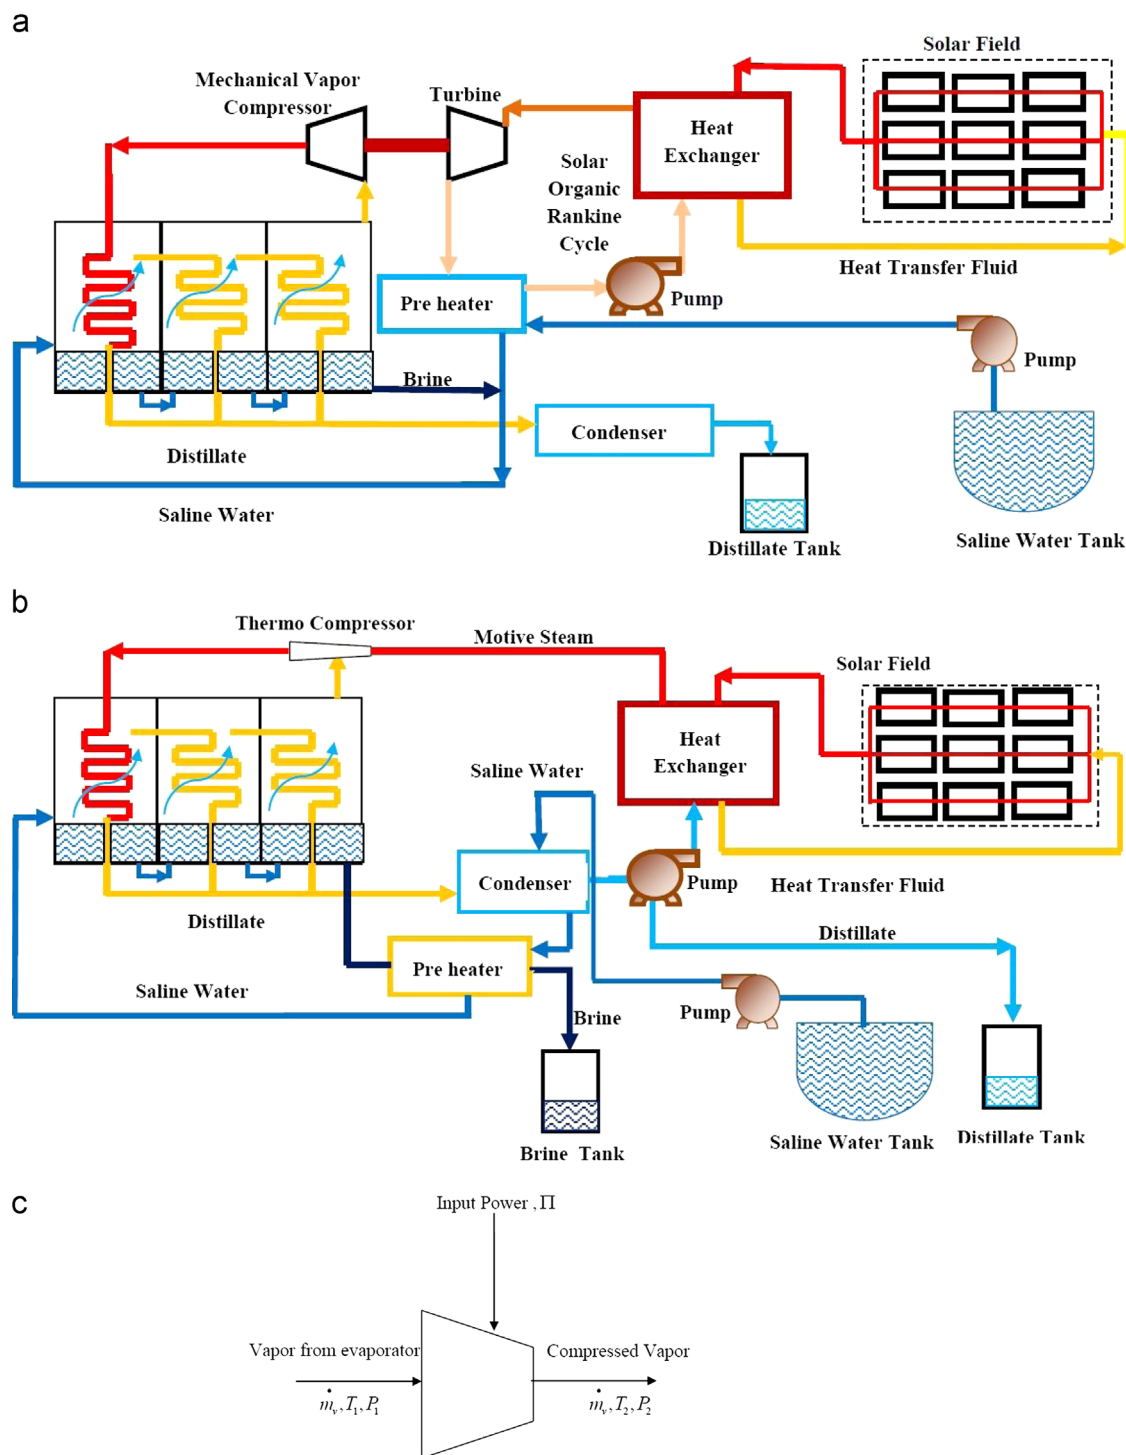 a
Solar Field
Mechanical Vapor
Compressor
Turbine
Heat
Exchanger
Solar
Organic
Rankine
Cycle
Heat Transfer Fluid
Pre heater
Pump
Pump
Brine
Condenser
Distillate
Saline Water
Distillate Tank
Saline Water Tank
b
Thermo Compressor
Motive Steam
Solar Field
Heat
Exchanger
Saline Water
Condenser
Pump
Heat Transfer Fluid
Distillate
Distillate
Pre heater
Saline Water
Brine
Pump
Brine Tank
Saline Water Tank
Distillate Tank
c
Input Power , Π
Vapor from evaporator
Compressed Vapor
ṁᵥ, T₁, P₁
ṁᵥ, T₂, P₂